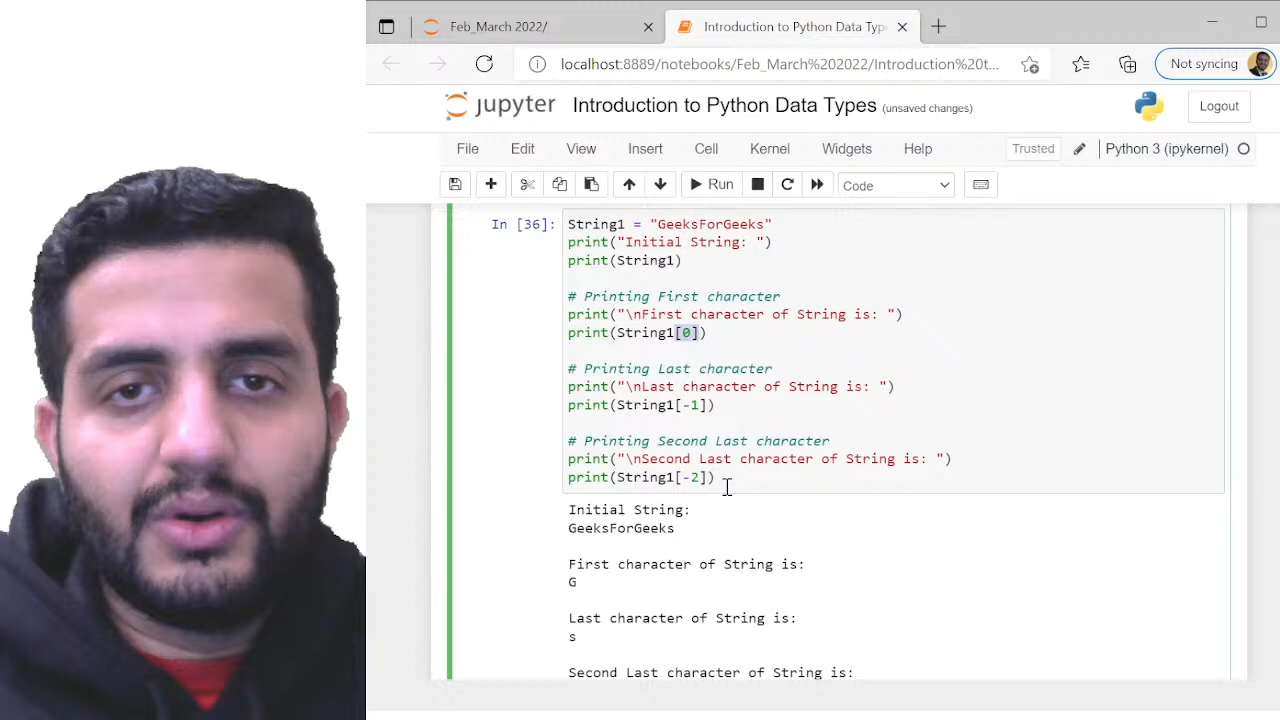 Feb_March 2022/
Introduction to Python Data Type
localhost:8889/notebooks/Feb_March%202022/Introduction%20t...
Not syncing
jupyter Introduction to Python Data Types (unsaved changes)
Logout
File Edit View Insert Cell Kernel Widgets Help
Trusted
Python 3 (ipykernel)
Run
Code
In [36]: String1 = "GeeksForGeeks"
print("Initial String: ")
print(String1)
# Printing First character
print("\nFirst character of String is: ")
print(String1[0])
# Printing Last character
print("\nLast character of String is: ")
print(String1[-1])
# Printing Second Last character
print("\nSecond Last character of String is: ")
print(String1[-2])
Initial String:
GeeksForGeeks
First character of String is:
G
Last character of String is:
s
Second Last character of String is: